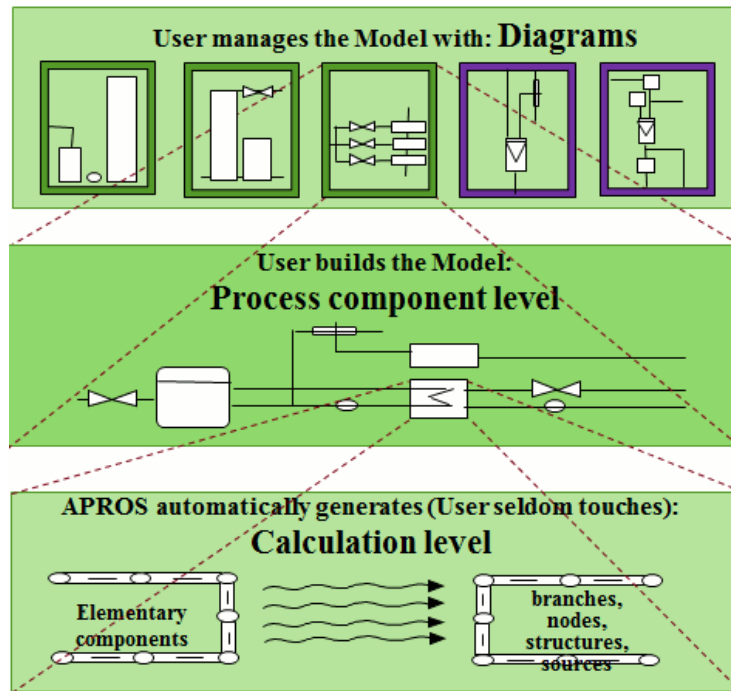 User manages the Model with: Diagrams
User builds the Model:
Process component level
APROS automatically generates (User seldom touches):
Calculation level
Elementary
components
branches,
nodes,
structures,
sources